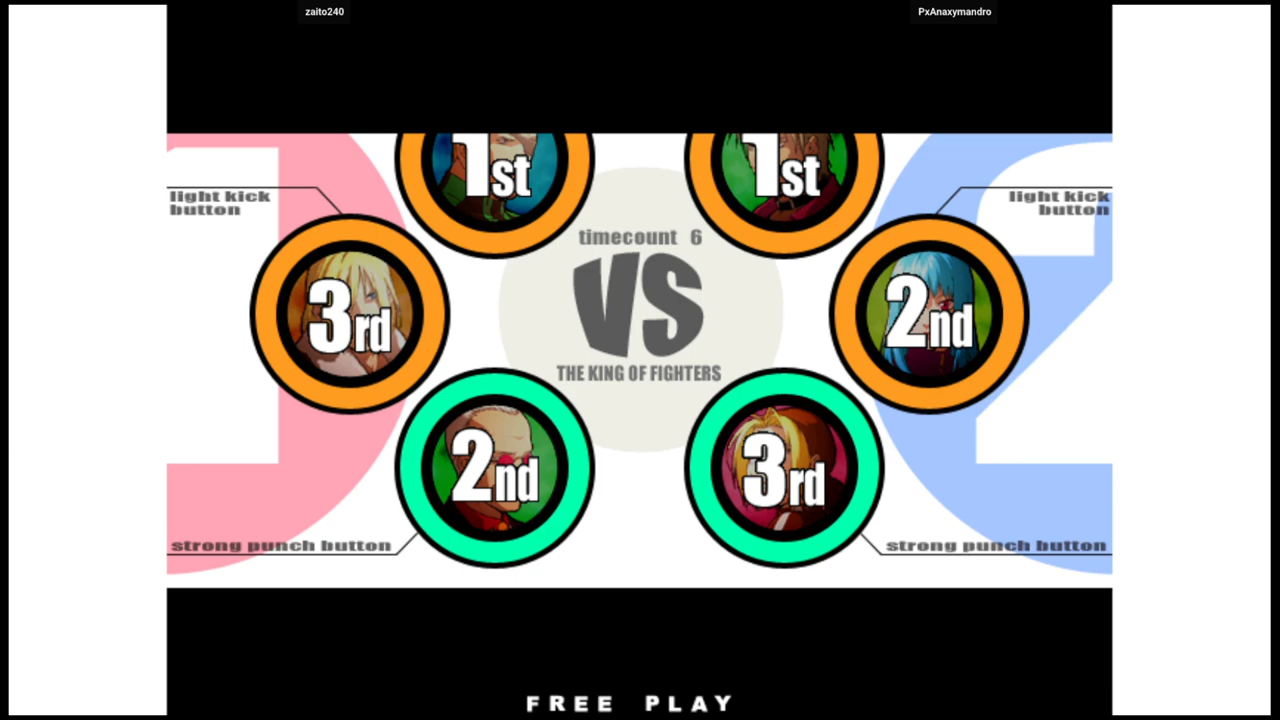 zaito240
PxAnaxymandro
1st
1st
light kick
button
light kick
button
timecount 6
VS
THE KING OF FIGHTERS
3rd
2nd
2nd
3rd
strong punch button
strong punch button
FREE PLAY